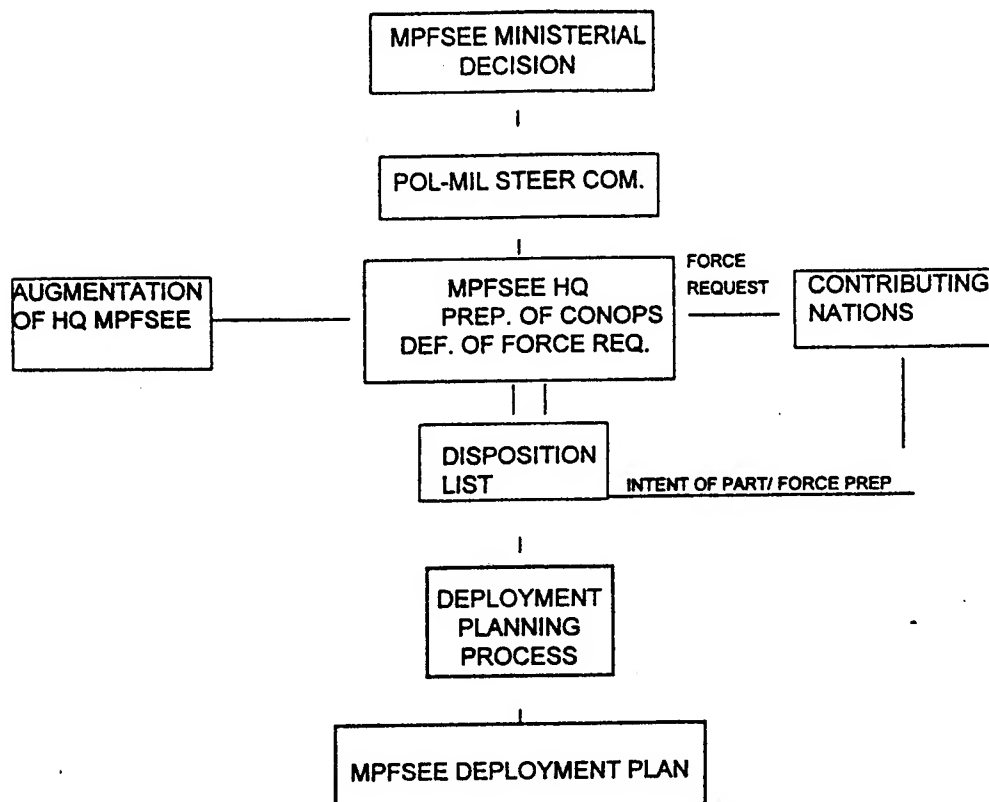 MPFSEE MINISTERIAL
DECISION
POL-MIL STEER COM.
AUGMENTATION
OF HQ MPFSEE
MPFSEE HQ
PREP. OF CONOPS
DEF. OF FORCE REQ.
FORCE
REQUEST
CONTRIBUTING
NATIONS
DISPOSITION
LIST
INTENT OF PART/ FORCE PREP
DEPLOYMENT
PLANNING
PROCESS
MPFSEE DEPLOYMENT PLAN